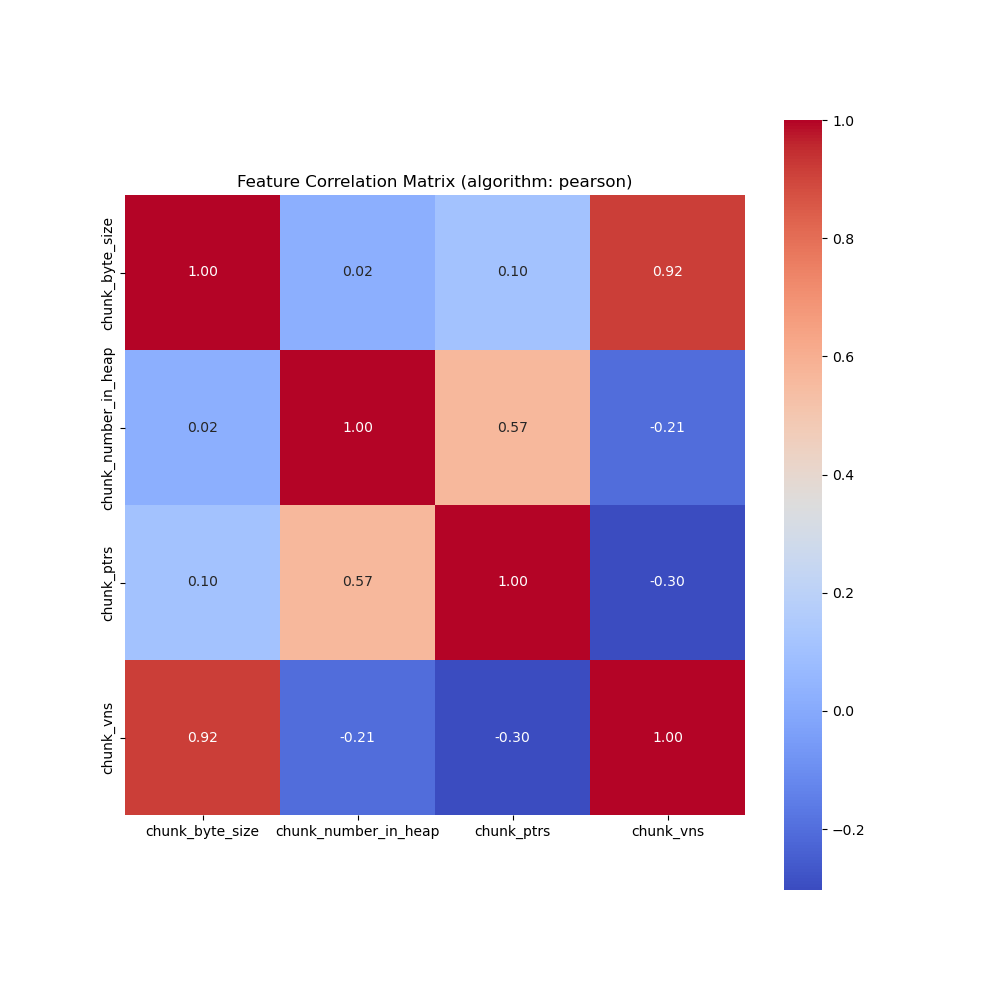 Feature Correlation Matrix (algorithm: pearson)
chunk_byte_size
1.00 0.02 0.10 0.92
chunk_number_in_heap
0.02 1.00 0.57 -0.21
chunk_ptrs
0.10 0.57 1.00 -0.30
chunk_vns
0.92 -0.21 -0.30 1.00
chunk_byte_size chunk_number_in_heap chunk_ptrs chunk_vns
1.0
0.8
0.6
0.4
0.2
0.0
−0.2